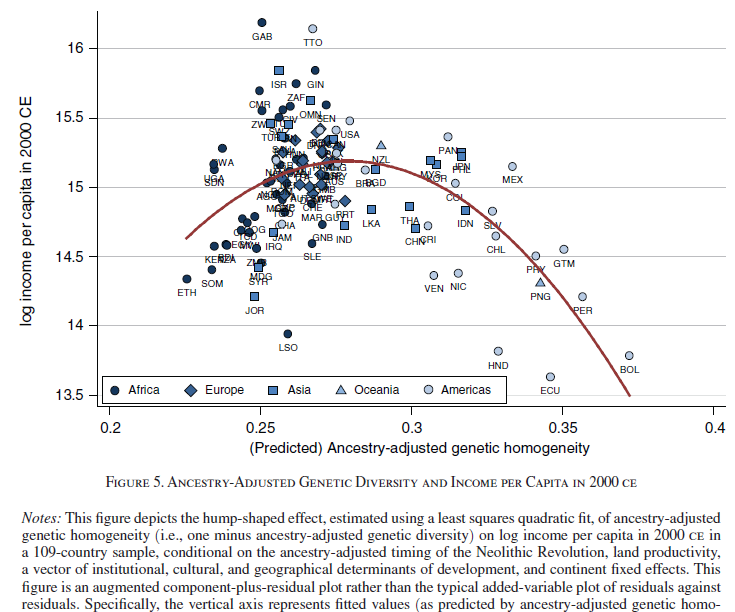 16
15.5
15
14.5
14
13.5
log income per capita in 2000 CE
GAB
TTO
ISR
GIN
ZAF
CMR
OMN
SEN
USA
NZL
PAN
JPN
PHL
MYS
KOR
MEX
UGA
SDN
BRA
BGD
COL
LKA
THA
IDN
SLV
CRI
CHN
CHL
MAR
GUY
PRT
CHE
JAM
IRQ
GNB
IND
SLE
KEN
ETH
SOM
MDG
SYR
JOR
VEN
NIC
PRY
GTM
PNG
PER
LSO
HND
BOL
ECU
Africa Europe Asia Oceania Americas
0.2 0.25 0.3 0.35 0.4
(Predicted) Ancestry-adjusted genetic homogeneity
FIGURE 5. ANCESTRY-ADJUSTED GENETIC DIVERSITY AND INCOME PER CAPITA IN 2000 CE
Notes: This figure depicts the hump-shaped effect, estimated using a least squares quadratic fit, of ancestry-adjusted
genetic homogeneity (i.e., one minus ancestry-adjusted genetic diversity) on log income per capita in 2000 CE in
a 109-country sample, conditional on the ancestry-adjusted timing of the Neolithic Revolution, land productivity,
a vector of institutional, cultural, and geographical determinants of development, and continent fixed effects. This
figure is an augmented component-plus-residual plot rather than the typical added-variable plot of residuals against
residuals. Specifically, the vertical axis represents fitted values (as predicted by ancestry-adjusted genetic homo-